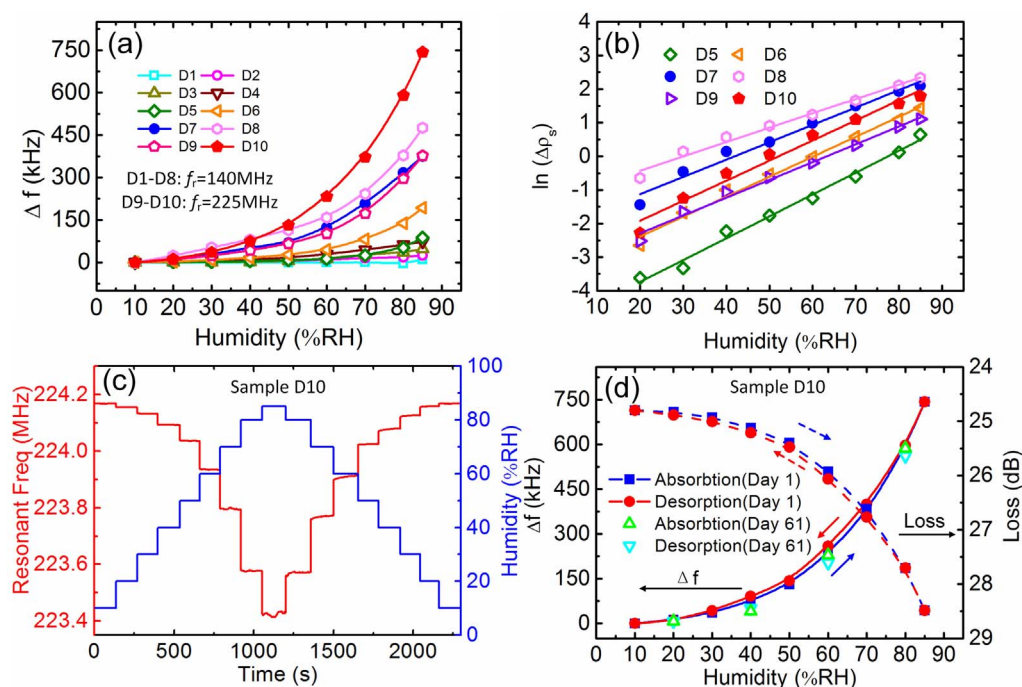 (a)
Δ f (kHz)
750
600
450
300
150
0
D1 D2
D3 D4
D5 D6
D7 D8
D9 D10
D1-D8: fr=140MHz
D9-D10: fr=225MHz
0 10 20 30 40 50 60 70 80 90
Humidity (%RH)
(b)
ln (Δρs)
4
3
2
1
0
-1
-2
-3
-4
D5 D6
D7 D8
D9 D10
20 30 40 50 60 70 80 90
Humidity (%RH)
(c)
Sample D10
Resonant Freq (MHz)
224.2
224.0
223.8
223.6
223.4
100
80
60
40
20
0
Humidity (%RH)
0 500 1000 1500 2000
Time (s)
(d)
Sample D10
Δf (kHz)
750
600
450
300
150
0
24
25
26
27
28
29
Loss (dB)
Absorbtion(Day 1)
Desorption(Day 1)
Absorbtion(Day 61)
Desorption(Day 61)
Loss
Δ f
0 10 20 30 40 50 60 70 80 90
Humidity (%RH)